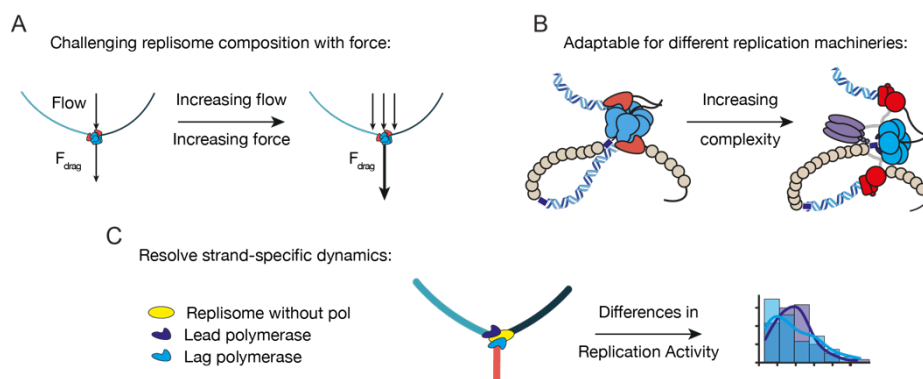 A
Challenging replisome composition with force:
Flow
Increasing flow
Increasing force
Fdrag
Fdrag
B
Adaptable for different replication machineries:
Increasing
complexity
C
Resolve strand-specific dynamics:
Replisome without pol
Lead polymerase
Lag polymerase
Differences in
Replication Activity